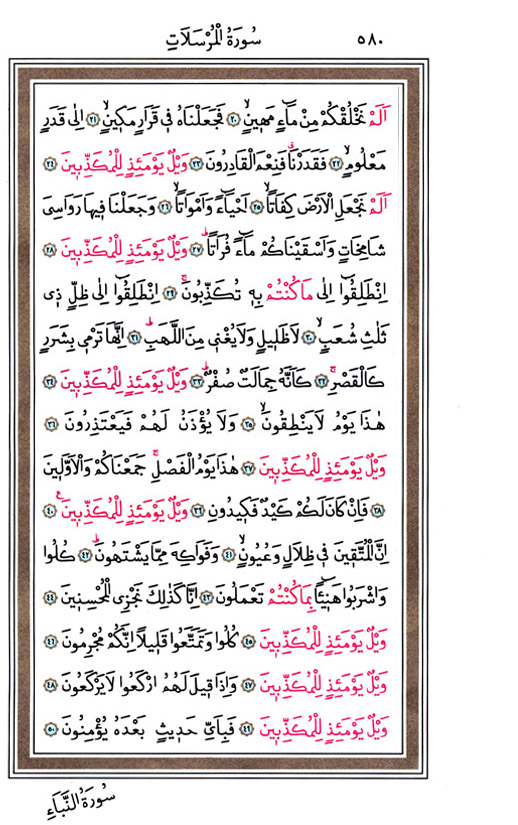 ٥٨٠
سُورَةُ الْمُرْسَلَاتِ
اَلَمْ نَخْلُقْكُمْ مِنْ مَٓاءٍ مَهٖينٍۙ ﴿٢٠﴾ فَجَعَلْنَاهُ فٖي قَرَارٍ مَكٖينٍۙ ﴿٢١﴾ اِلٰى قَدَرٍ
مَعْلُومٍۙ ﴿٢٢﴾ فَقَدَرْنَاۗ فَنِعْمَ الْقَادِرُونَ ﴿٢٣﴾ وَيْلٌ يَوْمَئِذٍ لِلْمُكَذِّبٖينَ ﴿٢٤﴾
اَلَمْ نَجْعَلِ الْاَرْضَ كِفَاتًاۙ ﴿٢٥﴾ اَحْيَٓاءً وَاَمْوَاتًاۙ ﴿٢٦﴾ وَجَعَلْنَا فٖيهَا رَوَاسِيَ
شَامِخَاتٍ وَاَسْقَيْنَاكُمْ مَٓاءً فُرَاتًاۜ ﴿٢٧﴾ وَيْلٌ يَوْمَئِذٍ لِلْمُكَذِّبٖينَ ﴿٢٨﴾
اِنْطَلِقُٓوا اِلٰى مَا كُنْتُمْ بِهٖ تُكَذِّبُونَۚ ﴿٢٩﴾ اِنْطَلِقُٓوا اِلٰى ظِلٍّ ذٖي
ثَلٰثِ شُعَبٍۙ ﴿٣٠﴾ لَا ظَلٖيلٍ وَلَا يُغْنٖي مِنَ اللَّهَبِۜ ﴿٣١﴾ اِنَّهَا تَرْمٖي بِشَرَرٍ
كَالْقَصْرِۚ ﴿٣٢﴾ كَاَنَّهُ جِمَالَتٌ صُفْرٌۜ ﴿٣٣﴾ وَيْلٌ يَوْمَئِذٍ لِلْمُكَذِّبٖينَ ﴿٣٤﴾
هٰذَا يَوْمُ لَا يَنْطِقُونَۙ ﴿٣٥﴾ وَلَا يُؤْذَنُ لَهُمْ فَيَعْتَذِرُونَ ﴿٣٦﴾
وَيْلٌ يَوْمَئِذٍ لِلْمُكَذِّبٖينَ ﴿٣٧﴾ هٰذَا يَوْمُ الْفَصْلِۚ جَمَعْنَاكُمْ وَالْاَوَّلٖينَ
﴿٣٨﴾ فَاِنْ كَانَ لَكُمْ كَيْدٌ فَكٖيدُونِ ﴿٣٩﴾ وَيْلٌ يَوْمَئِذٍ لِلْمُكَذِّبٖينَ۟ ﴿٤٠﴾
اِنَّ الْمُتَّقٖينَ فٖي ظِلَالٍ وَعُيُونٍۙ ﴿٤١﴾ وَفَوَاكِهَ مِمَّا يَشْتَهُونَۜ ﴿٤٢﴾ كُلُوا
وَاشْرَبُوا هَنٖٓيـًٔا بِمَا كُنْتُمْ تَعْمَلُونَ ﴿٤٣﴾ اِنَّا كَذٰلِكَ نَجْزِي الْمُحْسِنٖينَ ﴿٤٤﴾
وَيْلٌ يَوْمَئِذٍ لِلْمُكَذِّبٖينَ ﴿٤٥﴾ كُلُوا وَتَمَتَّعُوا قَلٖيلًا اِنَّكُمْ مُجْرِمُونَ ﴿٤٦﴾
وَيْلٌ يَوْمَئِذٍ لِلْمُكَذِّبٖينَ ﴿٤٧﴾ وَاِذَا قٖيلَ لَهُمُ ارْكَعُوا لَا يَرْكَعُونَ ﴿٤٨﴾
وَيْلٌ يَوْمَئِذٍ لِلْمُكَذِّبٖينَ ﴿٤٩﴾ فَبِاَيِّ حَدٖيثٍ بَعْدَهُ يُؤْمِنُونَ ﴿٥٠﴾
سُورَةُ النَّبَأِ